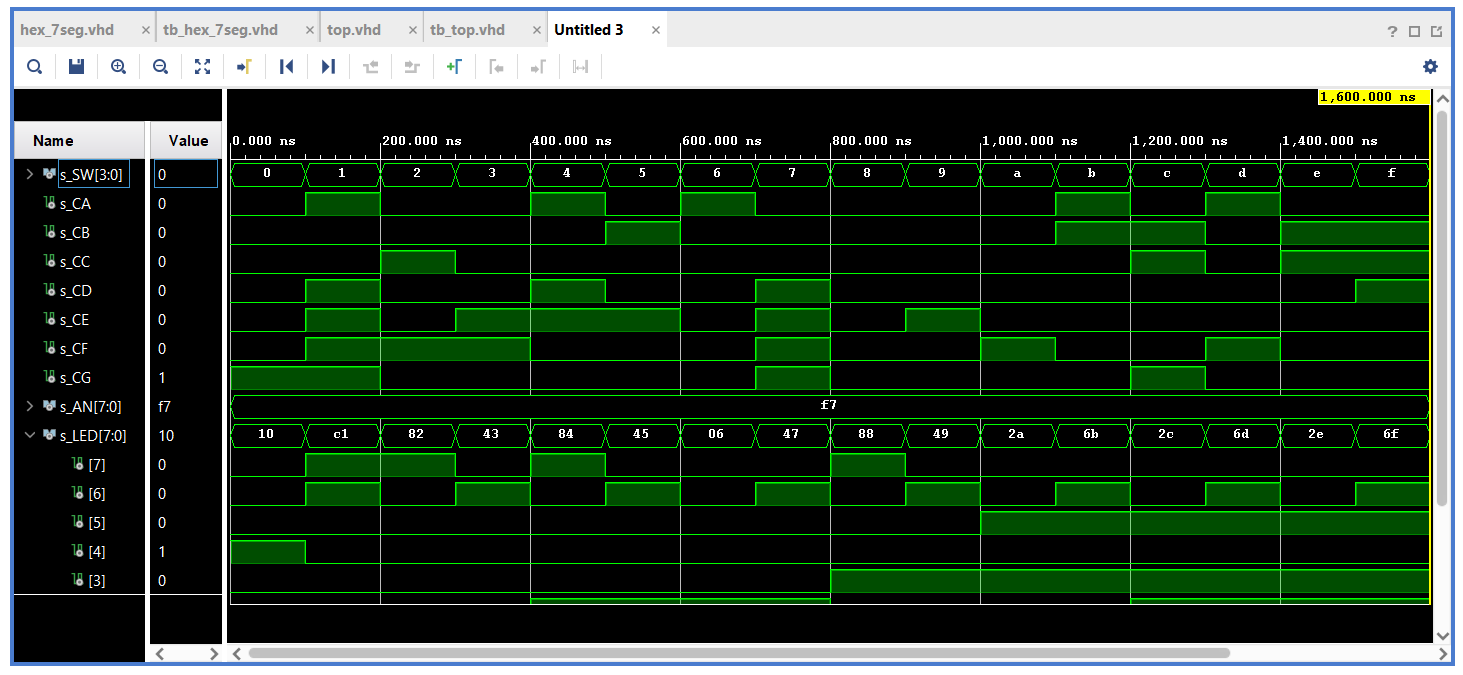 hex_7seg.vhd × tb_hex_7seg.vhd × top.vhd × tb_top.vhd × Untitled 3 ×
1,600.000 ns
Name Value 0.000 ns 200.000 ns 400.000 ns 600.000 ns 800.000 ns 1,000.000 ns 1,200.000 ns 1,400.000 ns
s_SW[3:0] 0 0 1 2 3 4 5 6 7 8 9 a b c d e f
s_CA 0
s_CB 0
s_CC 0
s_CD 0
s_CE 0
s_CF 0
s_CG 1
s_AN[7:0] f7 f7
s_LED[7:0] 10 10 c1 82 43 84 45 06 47 88 49 2a 6b 2c 6d 2e 6f
[7] 0
[6] 0
[5] 0
[4] 1
[3] 0